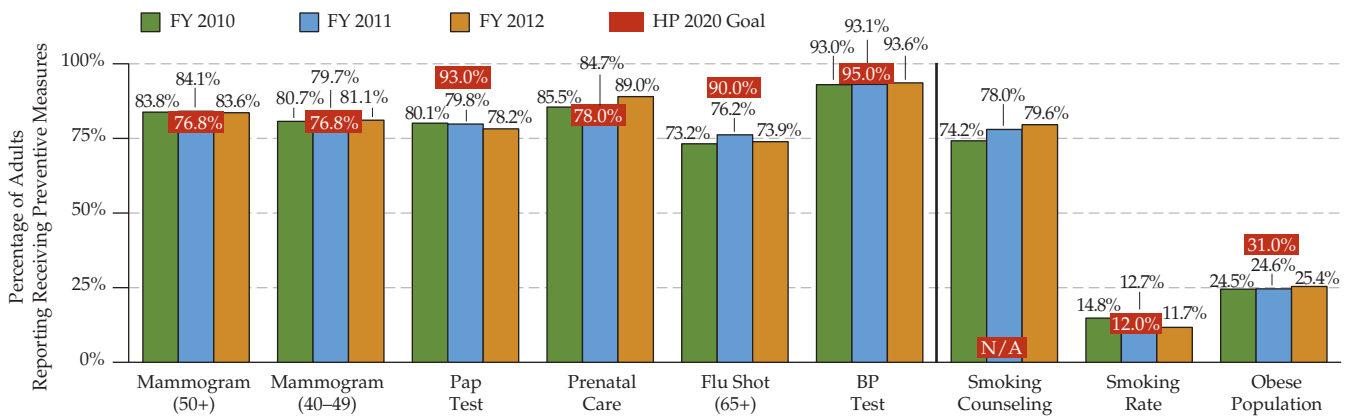 FY 2010 FY 2011 FY 2012 HP 2020 Goal
Percentage of Adults
Reporting Receiving Preventive Measures
100%
75%
50%
25%
0%
83.8% 84.1% 83.6%
76.8%
80.7% 79.7% 81.1%
76.8%
93.0%
80.1% 79.8% 78.2%
85.5% 84.7% 89.0%
78.0%
90.0%
73.2% 76.2% 73.9%
93.0% 93.1% 93.6%
95.0%
74.2% 78.0% 79.6%
N/A
14.8% 12.7% 11.7%
12.0%
31.0%
24.5% 24.6% 25.4%
Mammogram
(50+)
Mammogram
(40–49)
Pap
Test
Prenatal
Care
Flu Shot
(65+)
BP
Test
Smoking
Counseling
Smoking
Rate
Obese
Population